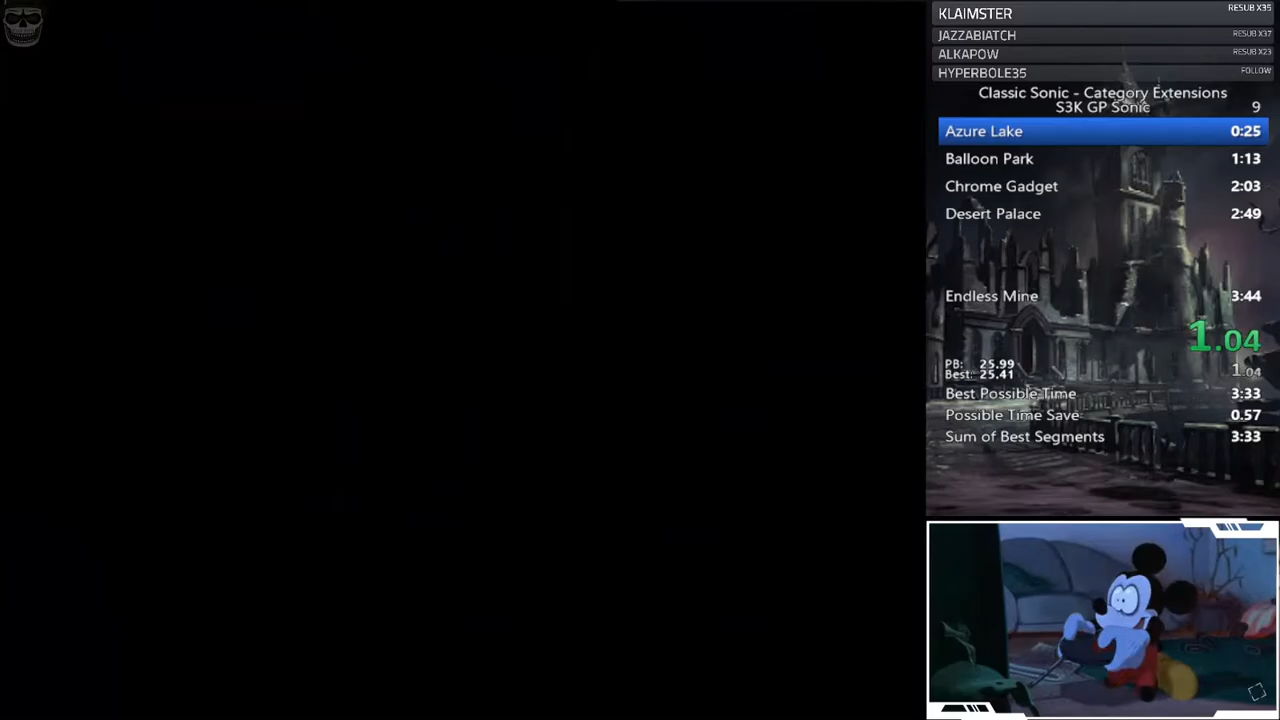 KLAIMSTER RESUB X35
JAZZABIATCH RESUB X37
ALKAPOW RESUB X23
HYPERBOLE35 FOLLOW
Classic Sonic - Category Extensions
S3K GP Sonic 9
Azure Lake 0:25
Balloon Park 1:13
Chrome Gadget 2:03
Desert Palace 2:49
Endless Mine 3:44
1.04
PB: 25.99
Best: 25.41 1.04
Best Possible Time 3:33
Possible Time Save 0.57
Sum of Best Segments 3:33